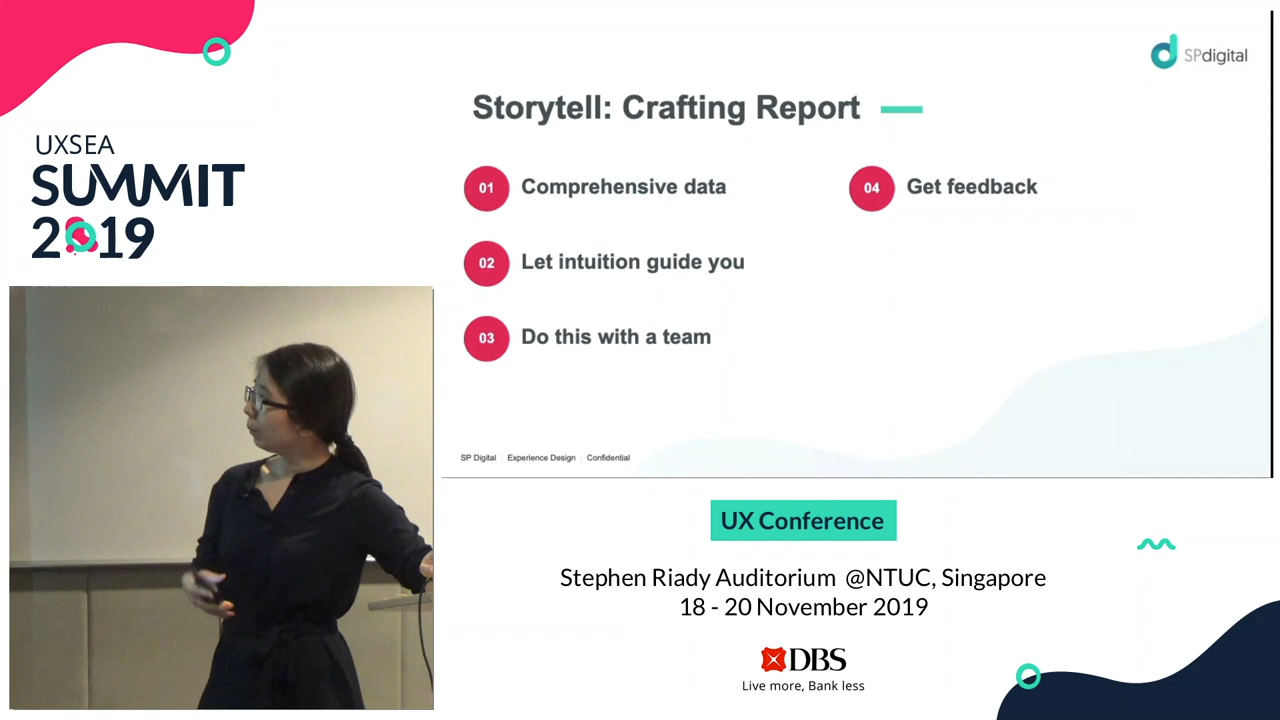 UXSEA
SUMMIT
2019
SPdigital
Storytell: Crafting Report
01 Comprehensive data
02 Let intuition guide you
03 Do this with a team
04 Get feedback
SP Digital | Experience Design | Confidential
UX Conference
Stephen Riady Auditorium @NTUC, Singapore
18 - 20 November 2019
DBS
Live more, Bank less